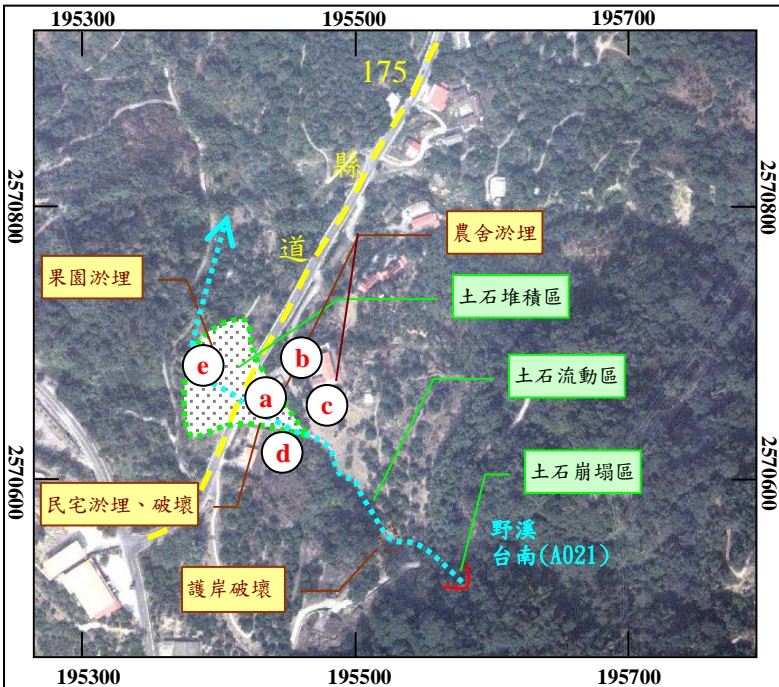 195300
195500
195700
175
縣
道
2570800
2570800
農舍淤埋
果園淤埋
土石堆積區
b
e
土石流動區
a
c
d
土石崩塌區
2570600
2570600
民宅淤埋、破壞
野溪
台南(A021)
護岸破壞
195300
195500
195700